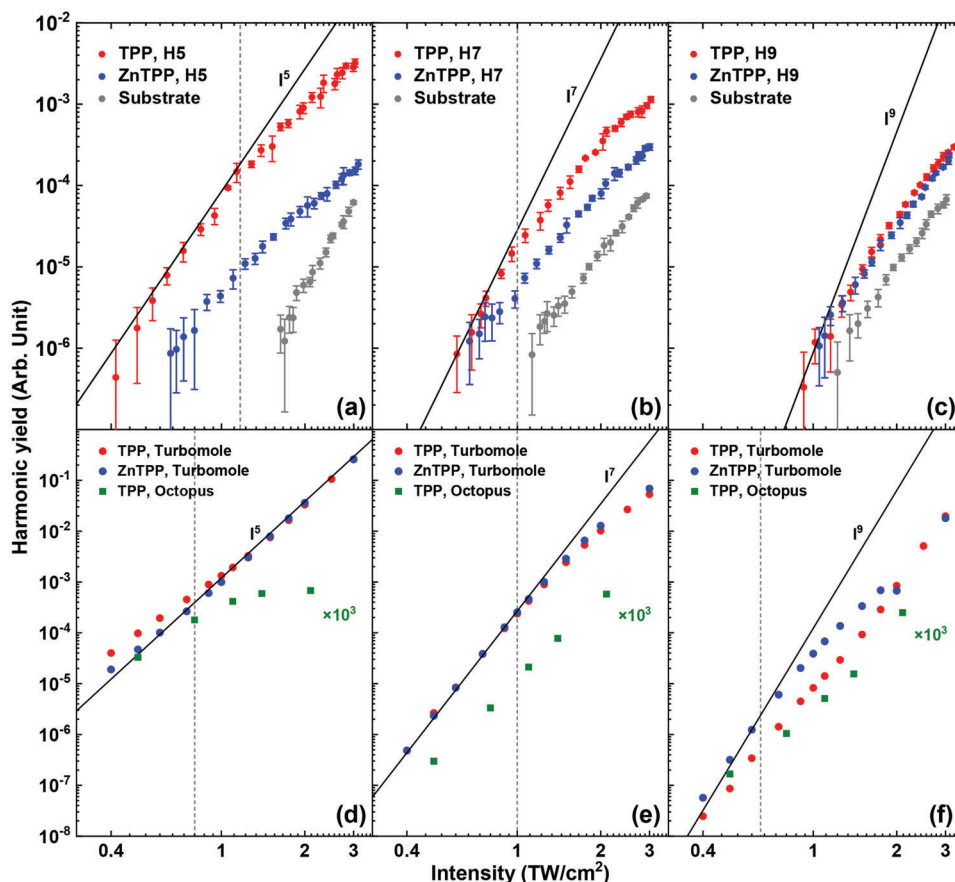 10⁻²
TPP, H5
ZnTPP, H5
Substrate
I⁵
TPP, H7
ZnTPP, H7
Substrate
I⁷
TPP, H9
ZnTPP, H9
Substrate
I⁹
10⁻³
10⁻⁴
10⁻⁵
10⁻⁶
(a)
(b)
(c)
Harmonic yield (Arb. Unit)
TPP, Turbomole
ZnTPP, Turbomole
TPP, Octopus
I⁵
×10³
TPP, Turbomole
ZnTPP, Turbomole
TPP, Octopus
I⁷
×10³
TPP, Turbomole
ZnTPP, Turbomole
TPP, Octopus
I⁹
×10³
10⁻¹
10⁻²
10⁻³
10⁻⁴
10⁻⁵
10⁻⁶
10⁻⁷
10⁻⁸
(d)
(e)
(f)
0.4 1 2 3
0.4 1 2 3
0.4 1 2 3
Intensity (TW/cm²)